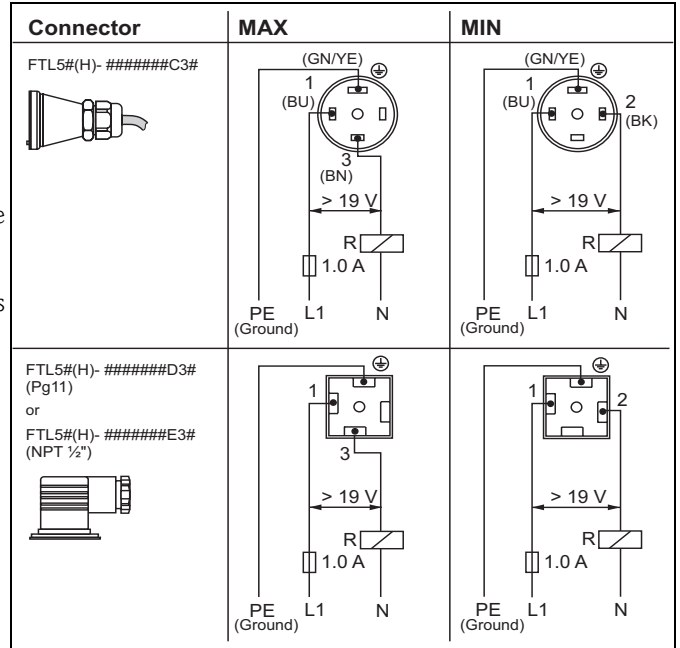 Connector MAX MIN
FTL5#(H)- #######C3#
(GN/YE)
1
(BU)
3
(BN)
> 19 V
R
1.0 A
PE
(Ground)
L1
N
(GN/YE)
1
(BU)
2
(BK)
> 19 V
R
1.0 A
PE
(Ground)
L1
N
FTL5#(H)- #######D3#
(Pg11)
or
FTL5#(H)- #######E3#
(NPT ½")
1
3
> 19 V
R
1.0 A
PE
(Ground)
L1
N
1
2
> 19 V
R
1.0 A
PE
(Ground)
L1
N
e
s